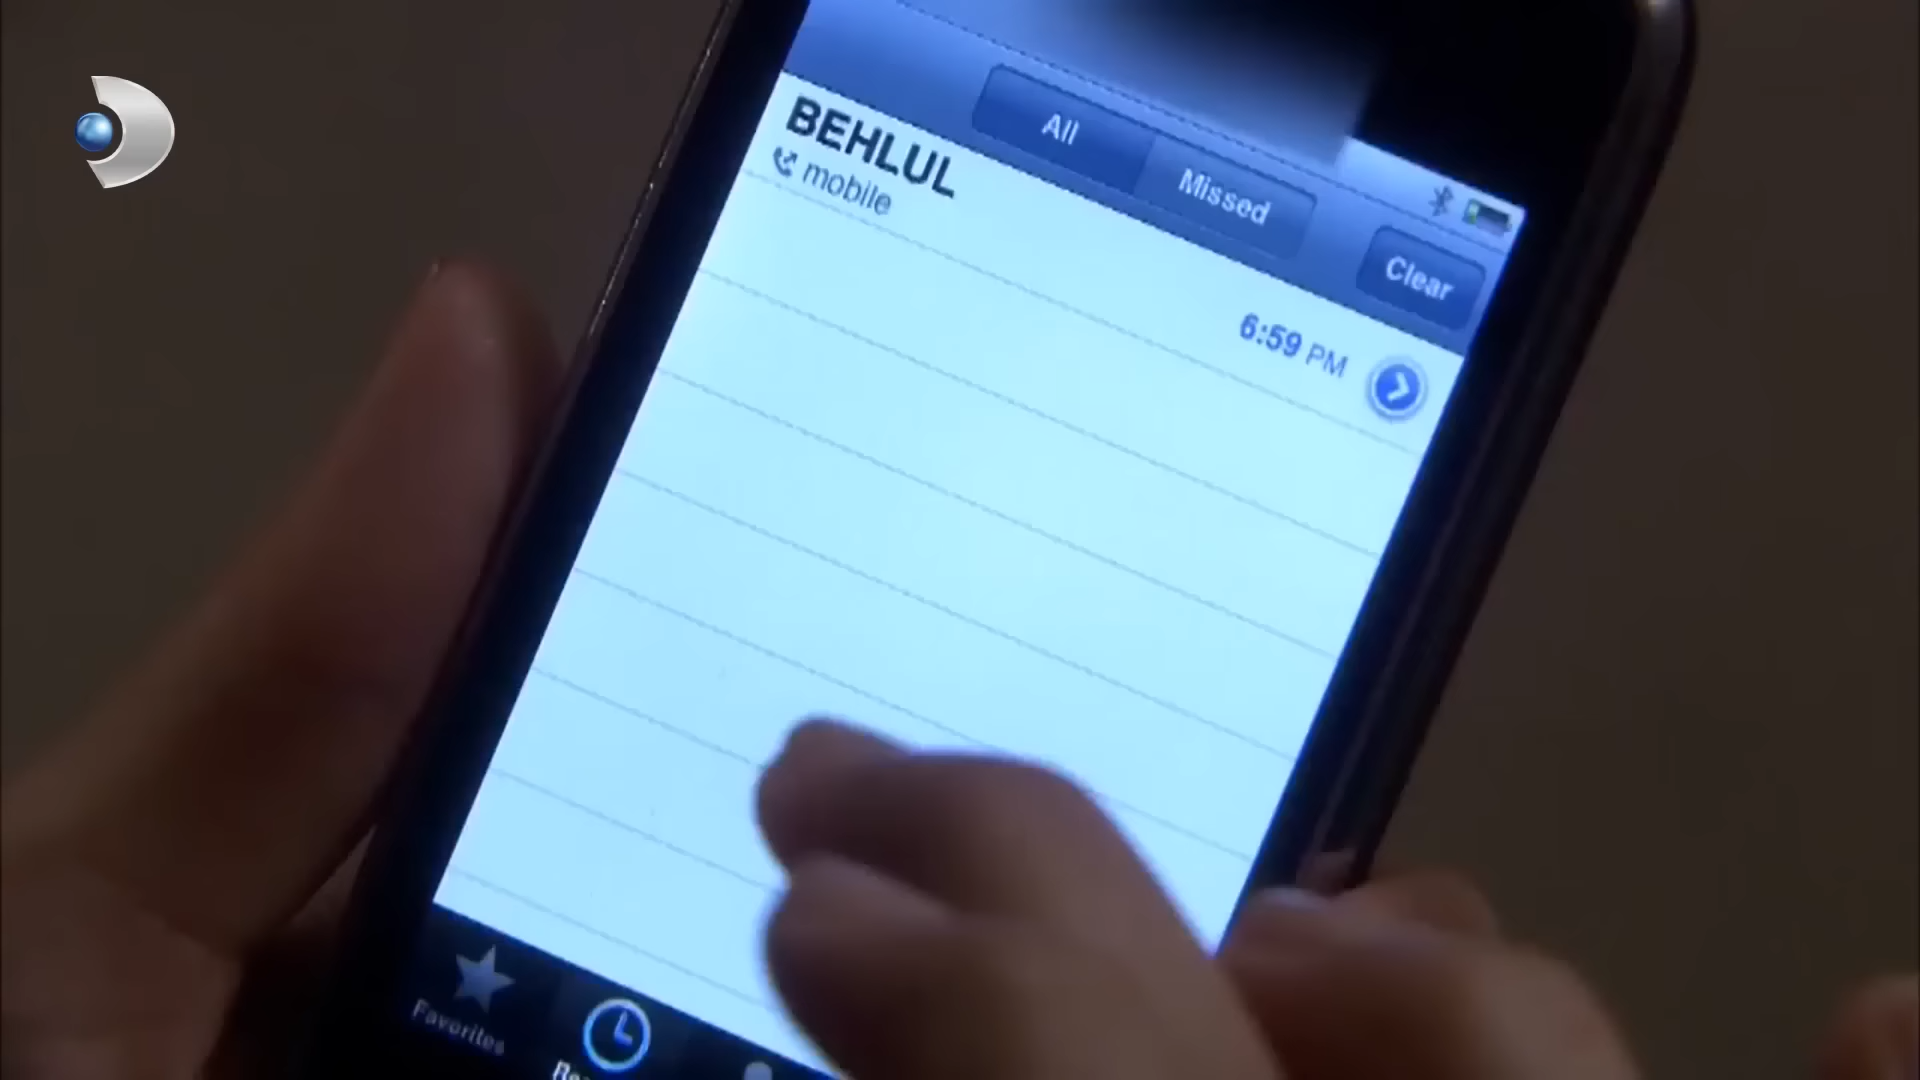 All
Missed
Clear
BEHLUL
mobile
6:59 PM
Favorites